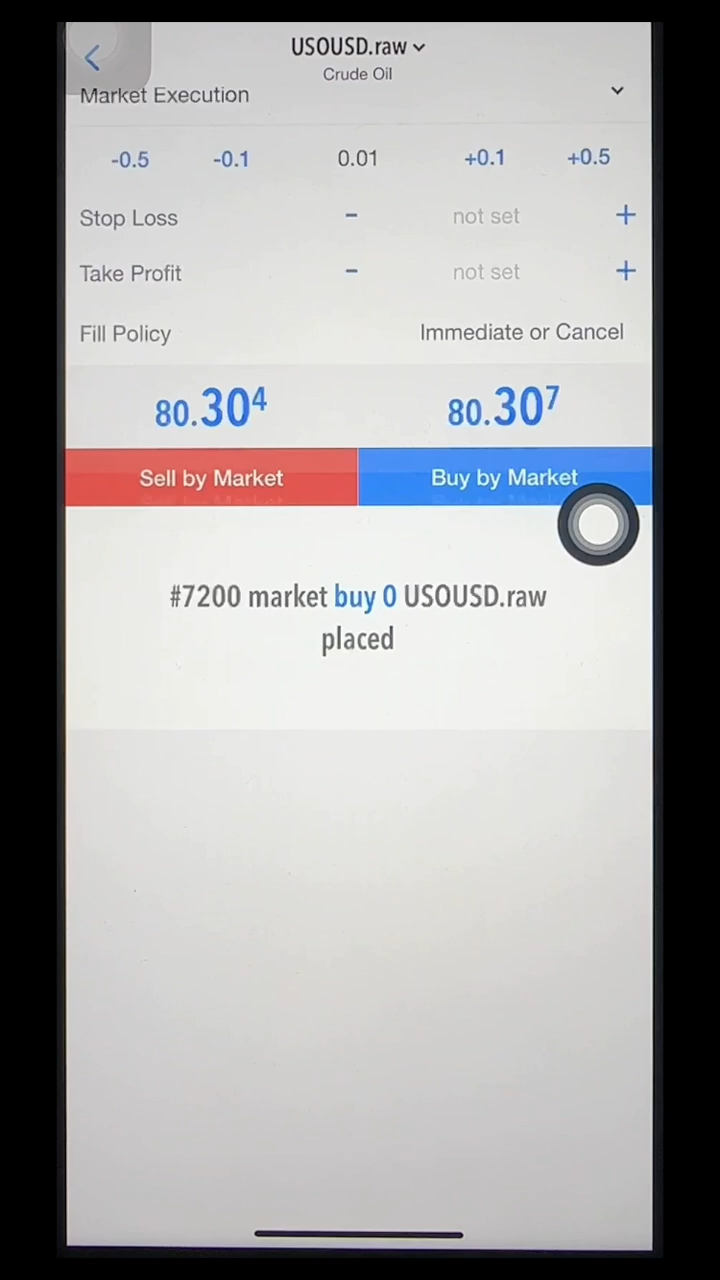 USOUSD.raw
Crude Oil
Market Execution
-0.5 -0.1 0.01 +0.1 +0.5
Stop Loss - not set +
Take Profit - not set +
Fill Policy Immediate or Cancel
80.304 80.307
Sell by Market Buy by Market
#7200 market buy 0 USOUSD.raw
placed